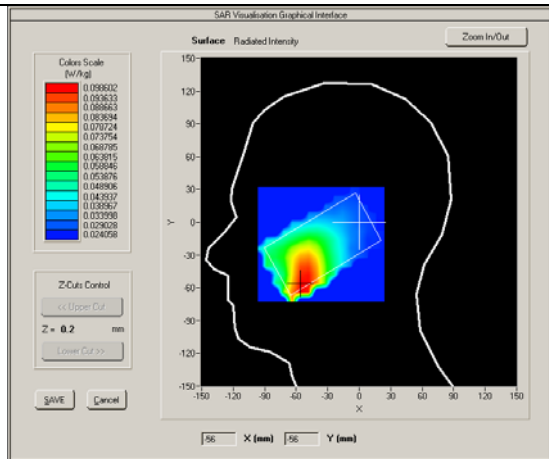 SAR Visualisation Graphical Interface
Surface Radiated Intensity
Zoom In/Out
Colors Scale
(W/kg)
0.098602
0.093633
0.088663
0.083694
0.078724
0.073754
0.068785
0.063815
0.058846
0.053876
0.048906
0.043937
0.038967
0.033998
0.029028
0.024058
Z-Cuts Control
<< Upper Cut
Z = 0.2 mm
Lower Cut >>
SAVE Cancel
150
120
90
60
30
0
-30
-60
-90
-120
-150
Y
-150 -120 -90 -60 -30 0 30 60 90 120 150
X
-56 X (mm) -56 Y (mm)